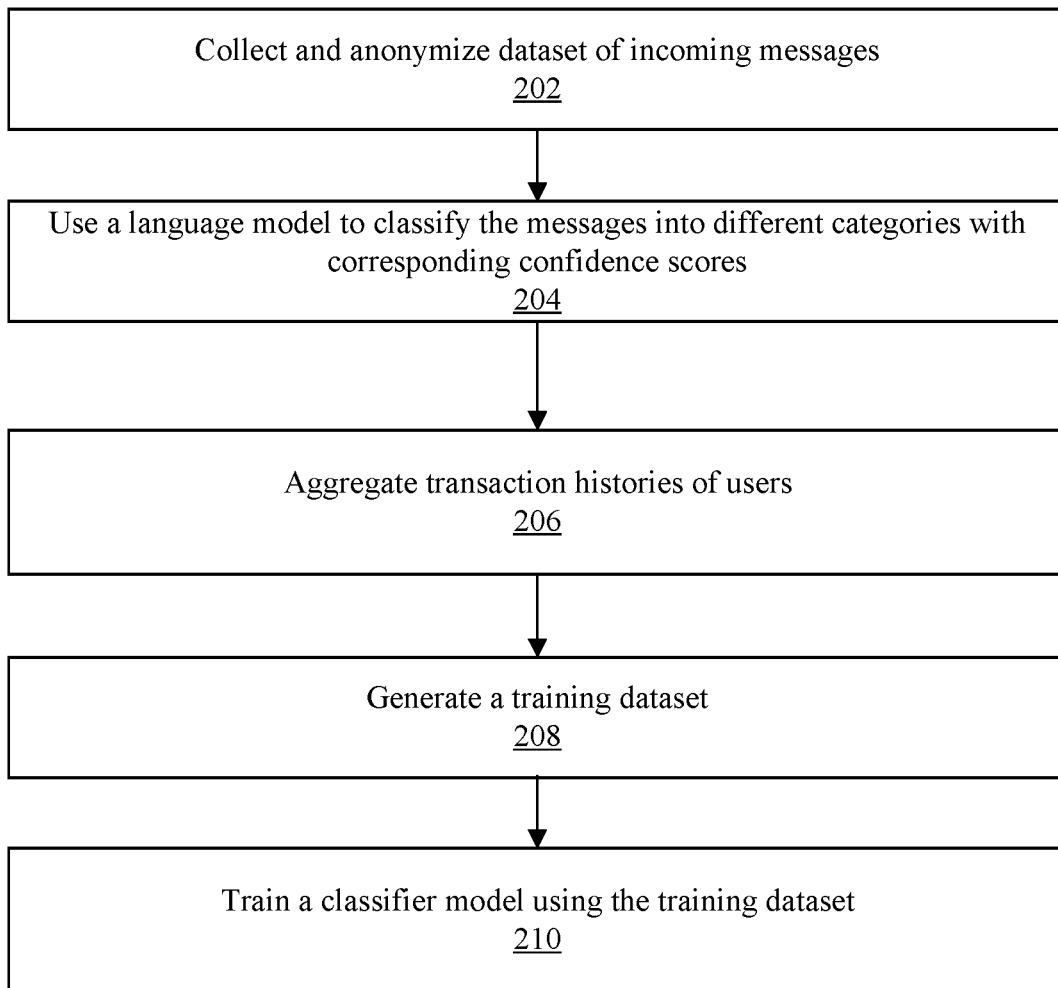 Collect and anonymize dataset of incoming messages
202
Use a language model to classify the messages into different categories with
corresponding confidence scores
204
Aggregate transaction histories of users
206
Generate a training dataset
208
Train a classifier model using the training dataset
210